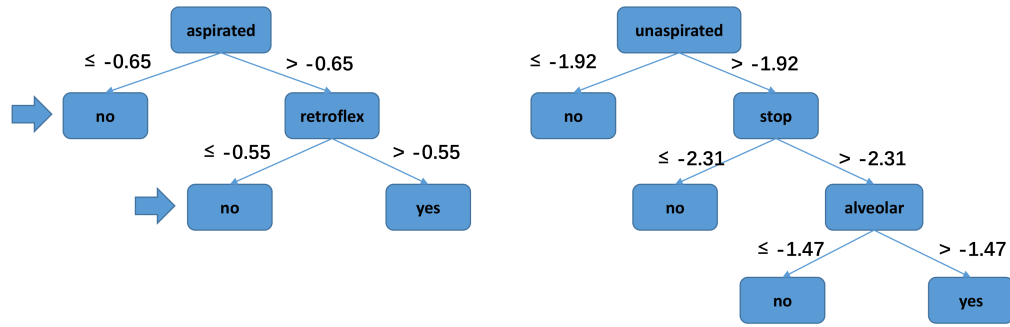 aspirated
≤ -0.65
> -0.65
no
retroflex
≤ -0.55
> -0.55
no
yes
unaspirated
≤ -1.92
> -1.92
no
stop
≤ -2.31
> -2.31
no
alveolar
≤ -1.47
> -1.47
no
yes